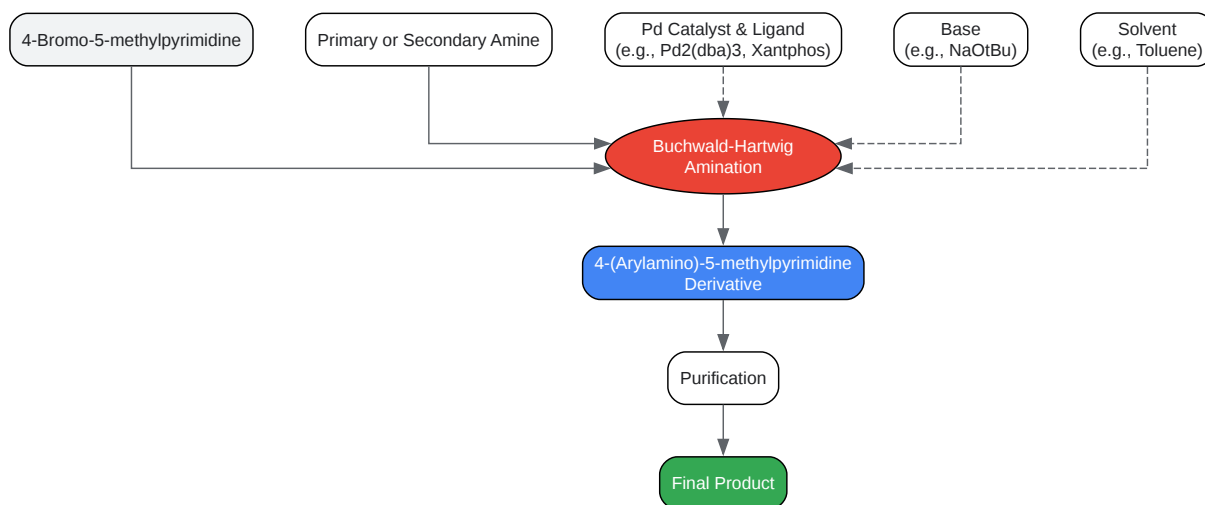 4-Bromo-5-methylpyrimidine
Primary or Secondary Amine
Pd Catalyst & Ligand
(e.g., Pd2(dba)3, Xantphos)
Base
(e.g., NaOtBu)
Solvent
(e.g., Toluene)
Buchwald-Hartwig
Amination
4-(Arylamino)-5-methylpyrimidine
Derivative
Purification
Final Product